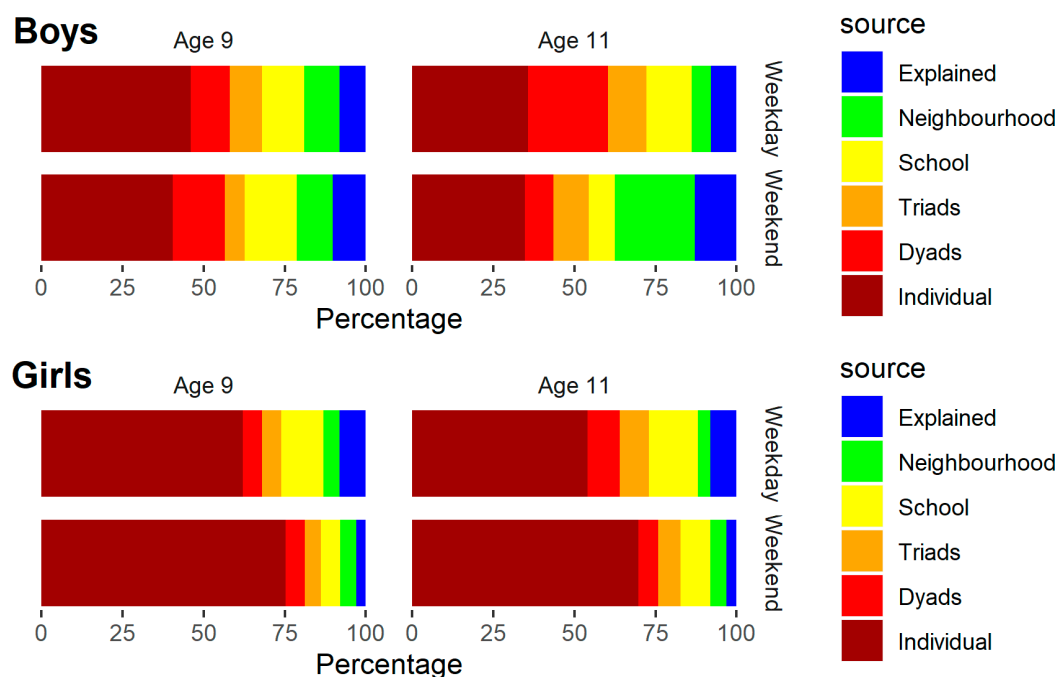 Boys
Age 9
Age 11
Weekday
Weekend
0 25 50 75 100
0 25 50 75 100
Percentage
source
Explained
Neighbourhood
School
Triads
Dyads
Individual
Girls
Age 9
Age 11
Weekday
Weekend
0 25 50 75 100
0 25 50 75 100
Percentage
source
Explained
Neighbourhood
School
Triads
Dyads
Individual